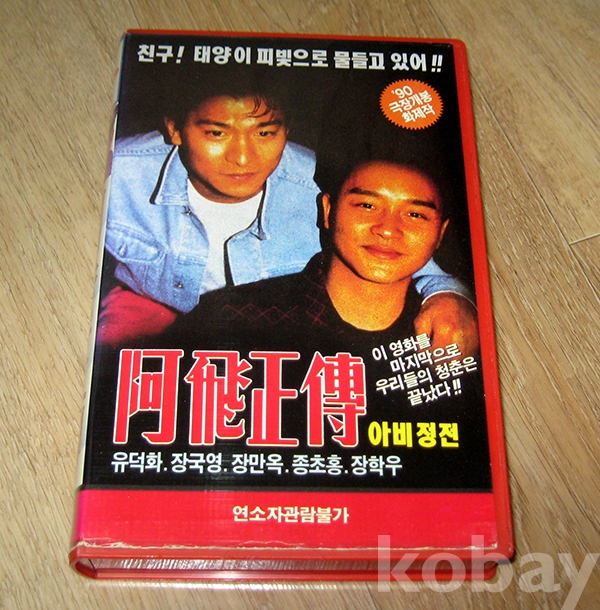 친구! 태양이 피빛으로 물들고 있어!!
'90
극장개봉
화제작
이 영화를
마지막으로
우리들의 청춘은
끝났다!!
阿飛正傳
아비정전
유덕화.장국영.장만옥.종초홍.장학우
연소자관람불가
kobay